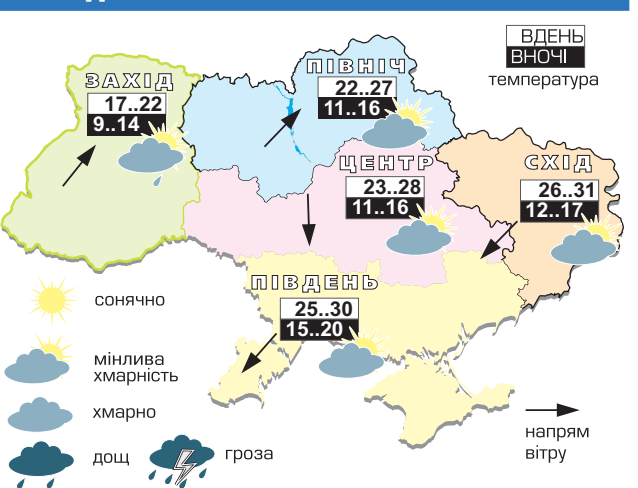 ВДЕНЬ
ВНОЧІ
температура
ЗАХІД
17..22
9..14
ПІВНІЧ
22..27
11..16
ЦЕНТР
23..28
11..16
СХІД
26..31
12..17
ПІВДЕНЬ
25..30
15..20
сонячно
мінлива
хмарність
хмарно
дощ
гроза
напрям
вітру